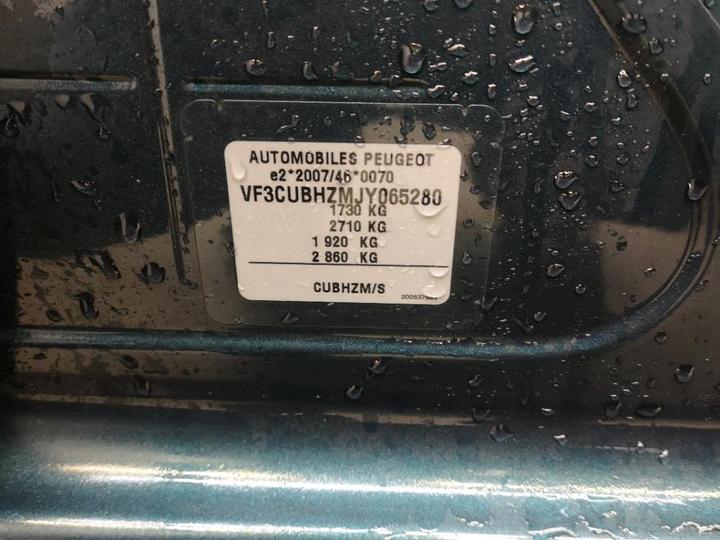 AUTOMOBILES PEUGEOT
e2*2007/46*0070
VF3CUBHZMJY065280
1730 KG
2710 KG
1 920 KG
2 860 KG
CUBHZM/S